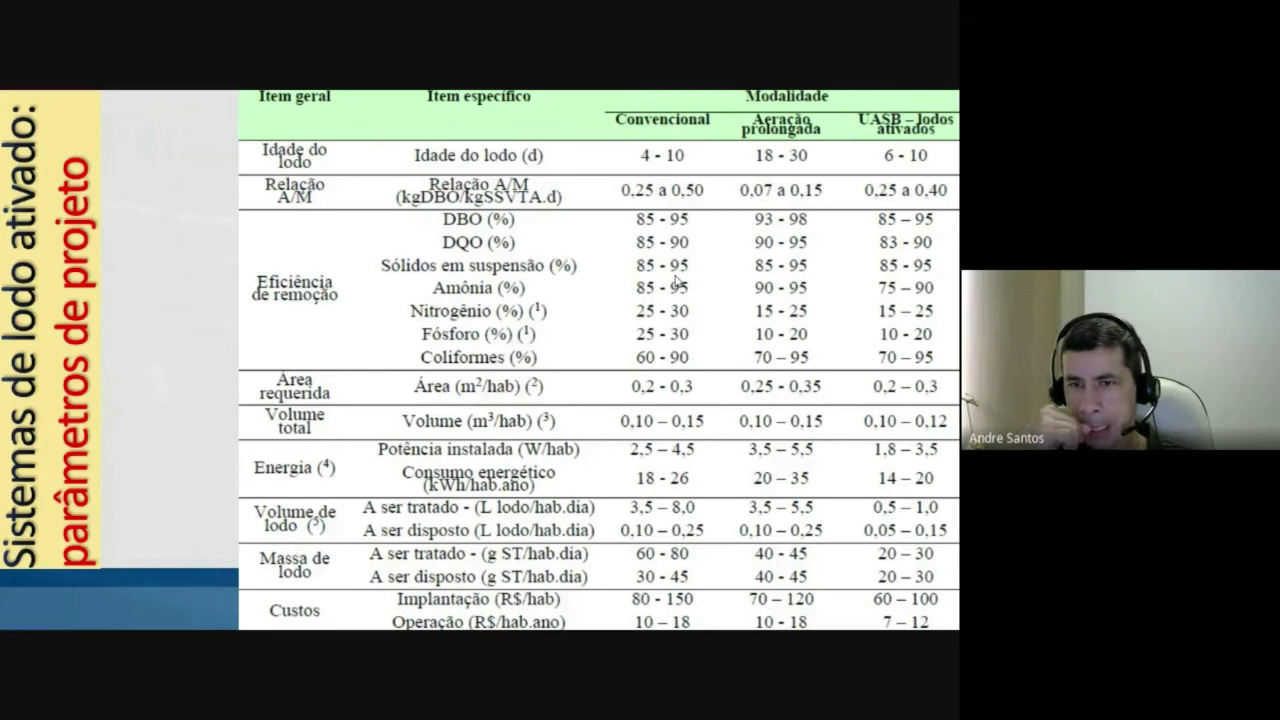 Sistemas de lodo ativado:
parâmetros de projeto
Item geral Item específico Modalidade
Convencional Aeração prolongada UASB – lodos ativados
Idade do lodo Idade do lodo (d) 4 - 10 18 - 30 6 - 10
Relação A/M Relação A/M (kgDBO/kgSSVTA.d) 0,25 a 0,50 0,07 a 0,15 0,25 a 0,40
Eficiência de remoção
DBO (%) 85 - 95 93 - 98 85 – 95
DQO (%) 85 - 90 90 - 95 83 - 90
Sólidos em suspensão (%) 85 - 95 85 - 95 85 - 95
Amônia (%) 85 - 95 90 - 95 75 – 90
Nitrogênio (%) (¹) 25 - 30 15 - 25 15 – 25
Fósforo (%) (¹) 25 - 30 10 - 20 10 - 20
Coliformes (%) 60 - 90 70 – 95 70 – 95
Área requerida Área (m²/hab) (²) 0,2 - 0,3 0,25 - 0,35 0,2 – 0,3
Volume total Volume (m³/hab) (³) 0,10 – 0,15 0,10 – 0,15 0,10 – 0,12
Energia (⁴)
Potência instalada (W/hab) 2,5 – 4,5 3,5 – 5,5 1,8 – 3,5
Consumo energético (kWh/hab.ano) 18 - 26 20 – 35 14 – 20
Volume de lodo (⁵)
A ser tratado - (L lodo/hab.dia) 3,5 – 8,0 3,5 – 5,5 0,5 – 1,0
A ser disposto (L lodo/hab.dia) 0,10 – 0,25 0,10 – 0,25 0,05 – 0,15
Massa de lodo
A ser tratado - (g ST/hab.dia) 60 - 80 40 - 45 20 – 30
A ser disposto (g ST/hab.dia) 30 - 45 40 - 45 20 – 30
Custos
Implantação (R$/hab) 80 - 150 70 – 120 60 – 100
Operação (R$/hab.ano) 10 – 18 10 - 18 7 – 12
Andre Santos